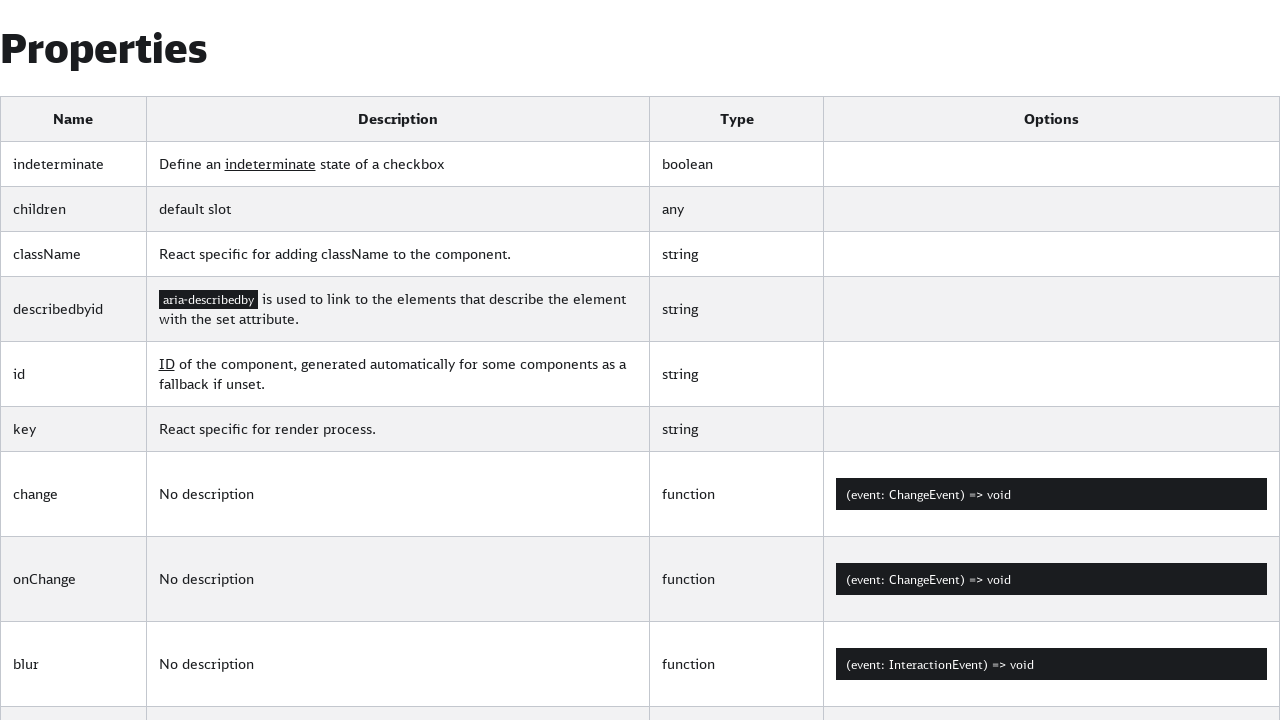 Properties
Name Description Type Options
indeterminate Define an indeterminate state of a checkbox boolean
children default slot any
className React specific for adding className to the component. string
describedbyid aria-describedby is used to link to the elements that describe the element with the set attribute. string
id ID of the component, generated automatically for some components as a fallback if unset. string
key React specific for render process. string
change No description function (event: ChangeEvent) => void
onChange No description function (event: ChangeEvent) => void
blur No description function (event: InteractionEvent) => void